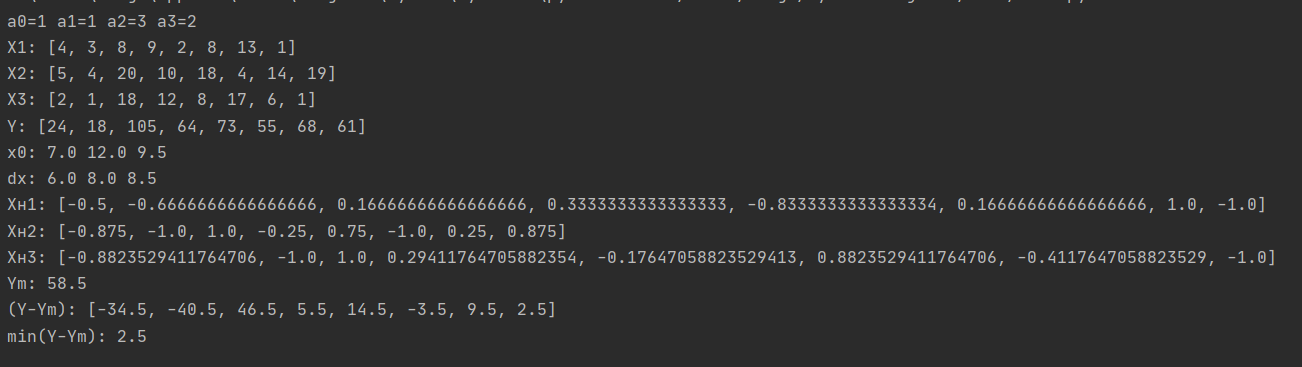 a0=1 a1=1 a2=3 a3=2
X1: [4, 3, 8, 9, 2, 8, 13, 1]
X2: [5, 4, 20, 10, 18, 4, 14, 19]
X3: [2, 1, 18, 12, 8, 17, 6, 1]
Y: [24, 18, 105, 64, 73, 55, 68, 61]
x0: 7.0 12.0 9.5
dx: 6.0 8.0 8.5
Xн1: [-0.5, -0.6666666666666666, 0.16666666666666666, 0.3333333333333333, -0.8333333333333334, 0.16666666666666666, 1.0, -1.0]
Xн2: [-0.875, -1.0, 1.0, -0.25, 0.75, -1.0, 0.25, 0.875]
Xн3: [-0.8823529411764706, -1.0, 1.0, 0.29411764705882354, -0.17647058823529413, 0.8823529411764706, -0.4117647058823529, -1.0]
Ym: 58.5
(Y-Ym): [-34.5, -40.5, 46.5, 5.5, 14.5, -3.5, 9.5, 2.5]
min(Y-Ym): 2.5